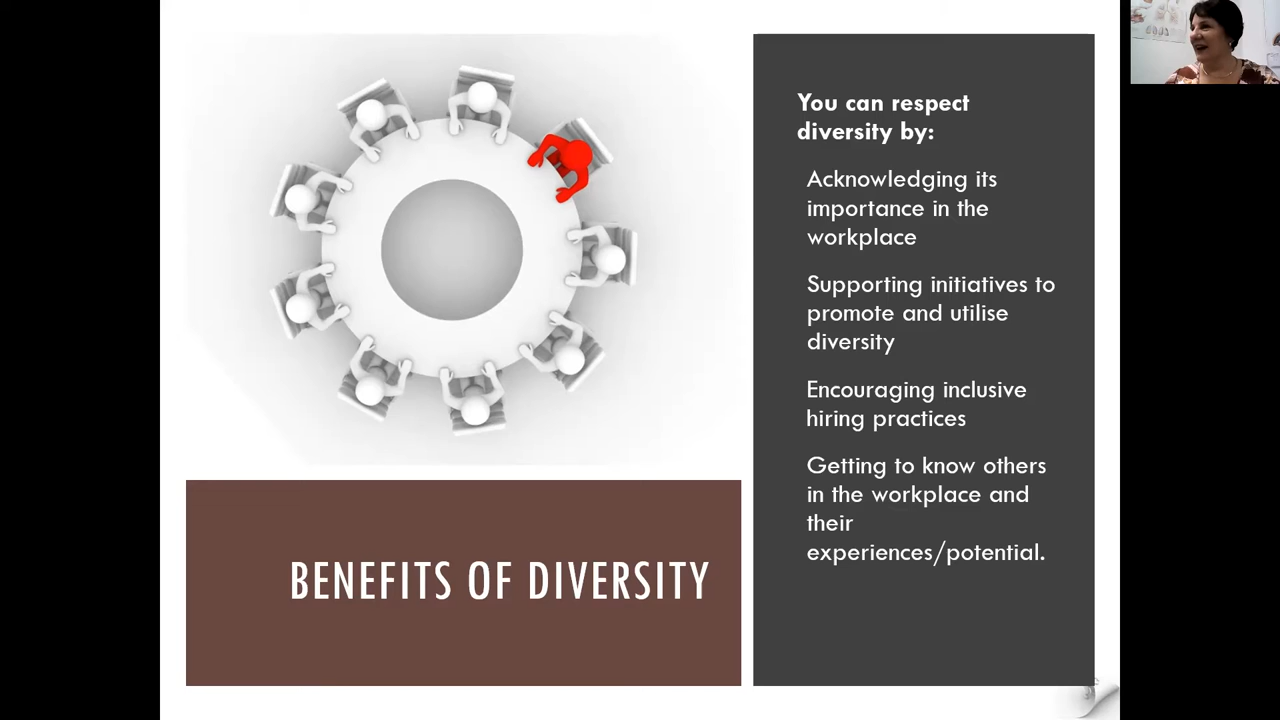 You can respect
diversity by:
Acknowledging its
importance in the
workplace
Supporting initiatives to
promote and utilise
diversity
Encouraging inclusive
hiring practices
Getting to know others
in the workplace and
their
experiences/potential.
BENEFITS OF DIVERSITY